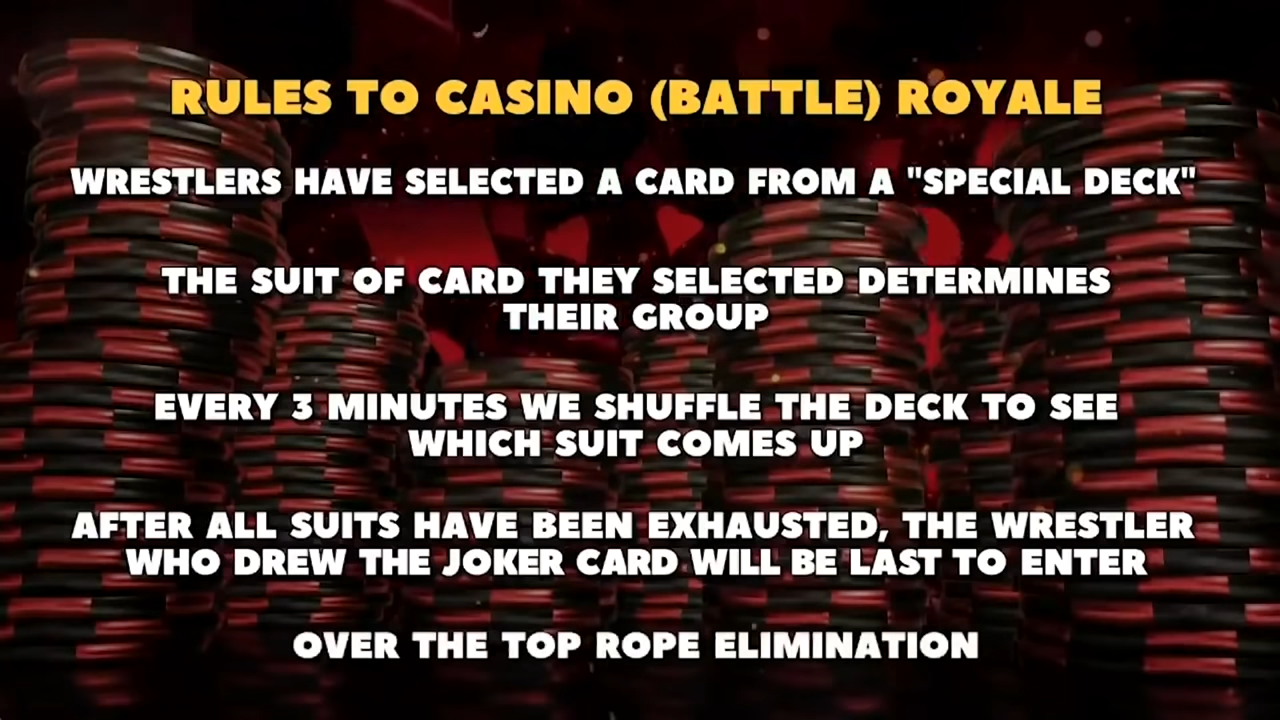 RULES TO CASINO (BATTLE) ROYALE
WRESTLERS HAVE SELECTED A CARD FROM A "SPECIAL DECK"
THE SUIT OF CARD THEY SELECTED DETERMINES
THEIR GROUP
EVERY 3 MINUTES WE SHUFFLE THE DECK TO SEE
WHICH SUIT COMES UP
AFTER ALL SUITS HAVE BEEN EXHAUSTED, THE WRESTLER
WHO DREW THE JOKER CARD WILL BE LAST TO ENTER
OVER THE TOP ROPE ELIMINATION